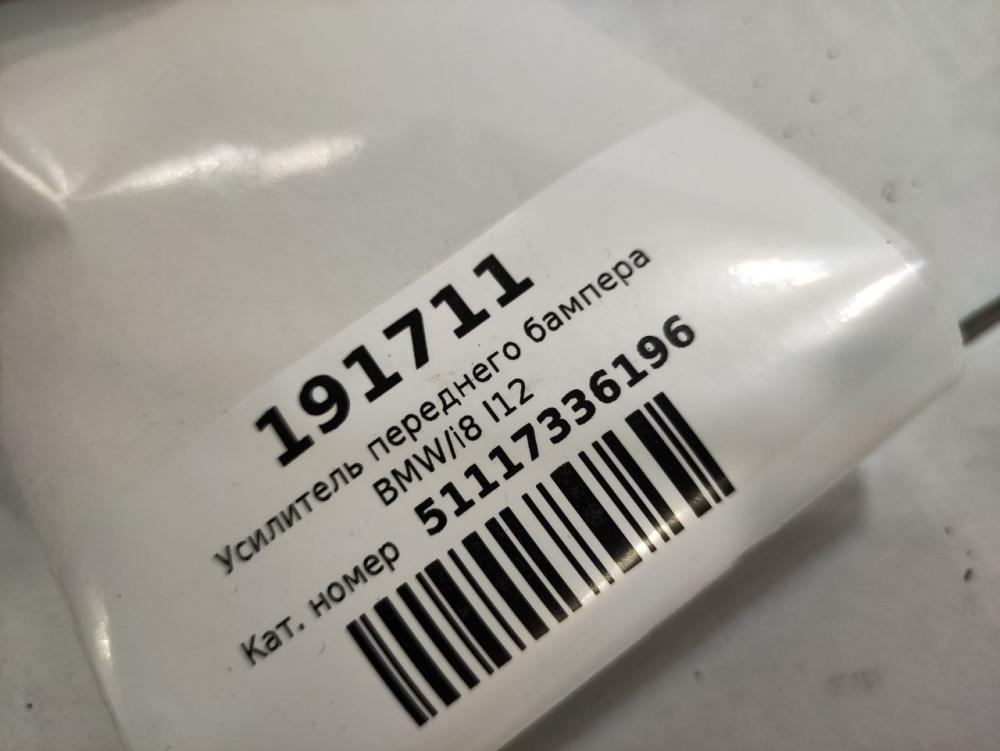 191711
Усилитель переднего бампера
BMW/i8 I12
Кат. номер 51117336196